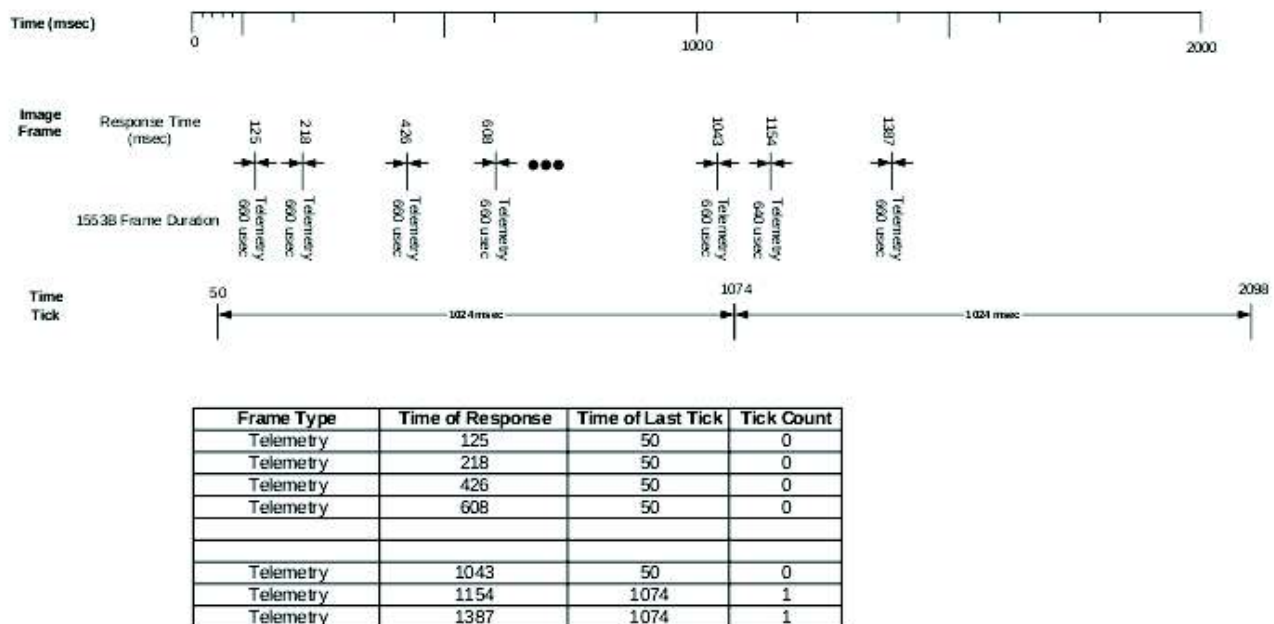 Time (msec)
0
1000
2000
Image
Frame
Response Time
(msec)
125
218
426
608
1043
1154
1387
1553B Frame Duration
Telemetry
660 usec
Telemetry
660 usec
Telemetry
660 usec
Telemetry
660 usec
Telemetry
660 usec
Telemetry
640 usec
Telemetry
660 usec
Time
Tick
50
1074
2098
1024 msec
1024 msec
Frame Type Time of Response Time of Last Tick Tick Count
Telemetry 125 50 0
Telemetry 218 50 0
Telemetry 426 50 0
Telemetry 608 50 0
Telemetry 1043 50 0
Telemetry 1154 1074 1
Telemetry 1387 1074 1